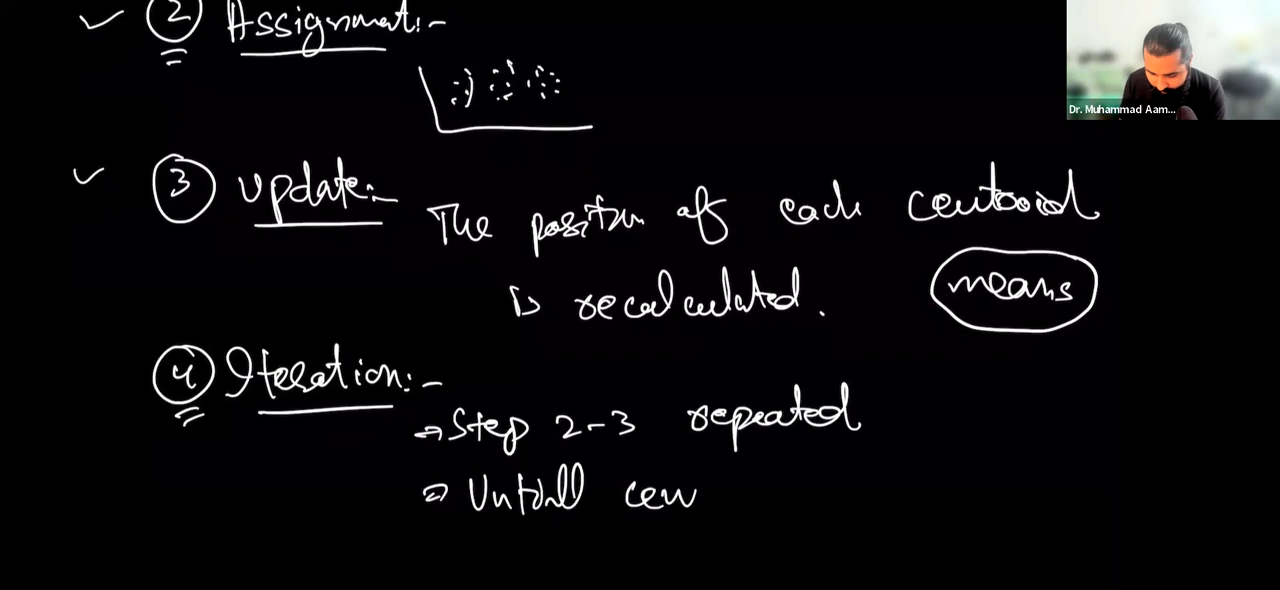 ② Assignment:-
Dr. Muhammad Aam...
③ Update:-
The position of each centroid
is recalculated.
means
④ Iteration:-
→ Step 2-3 repeated
→ Untill cen